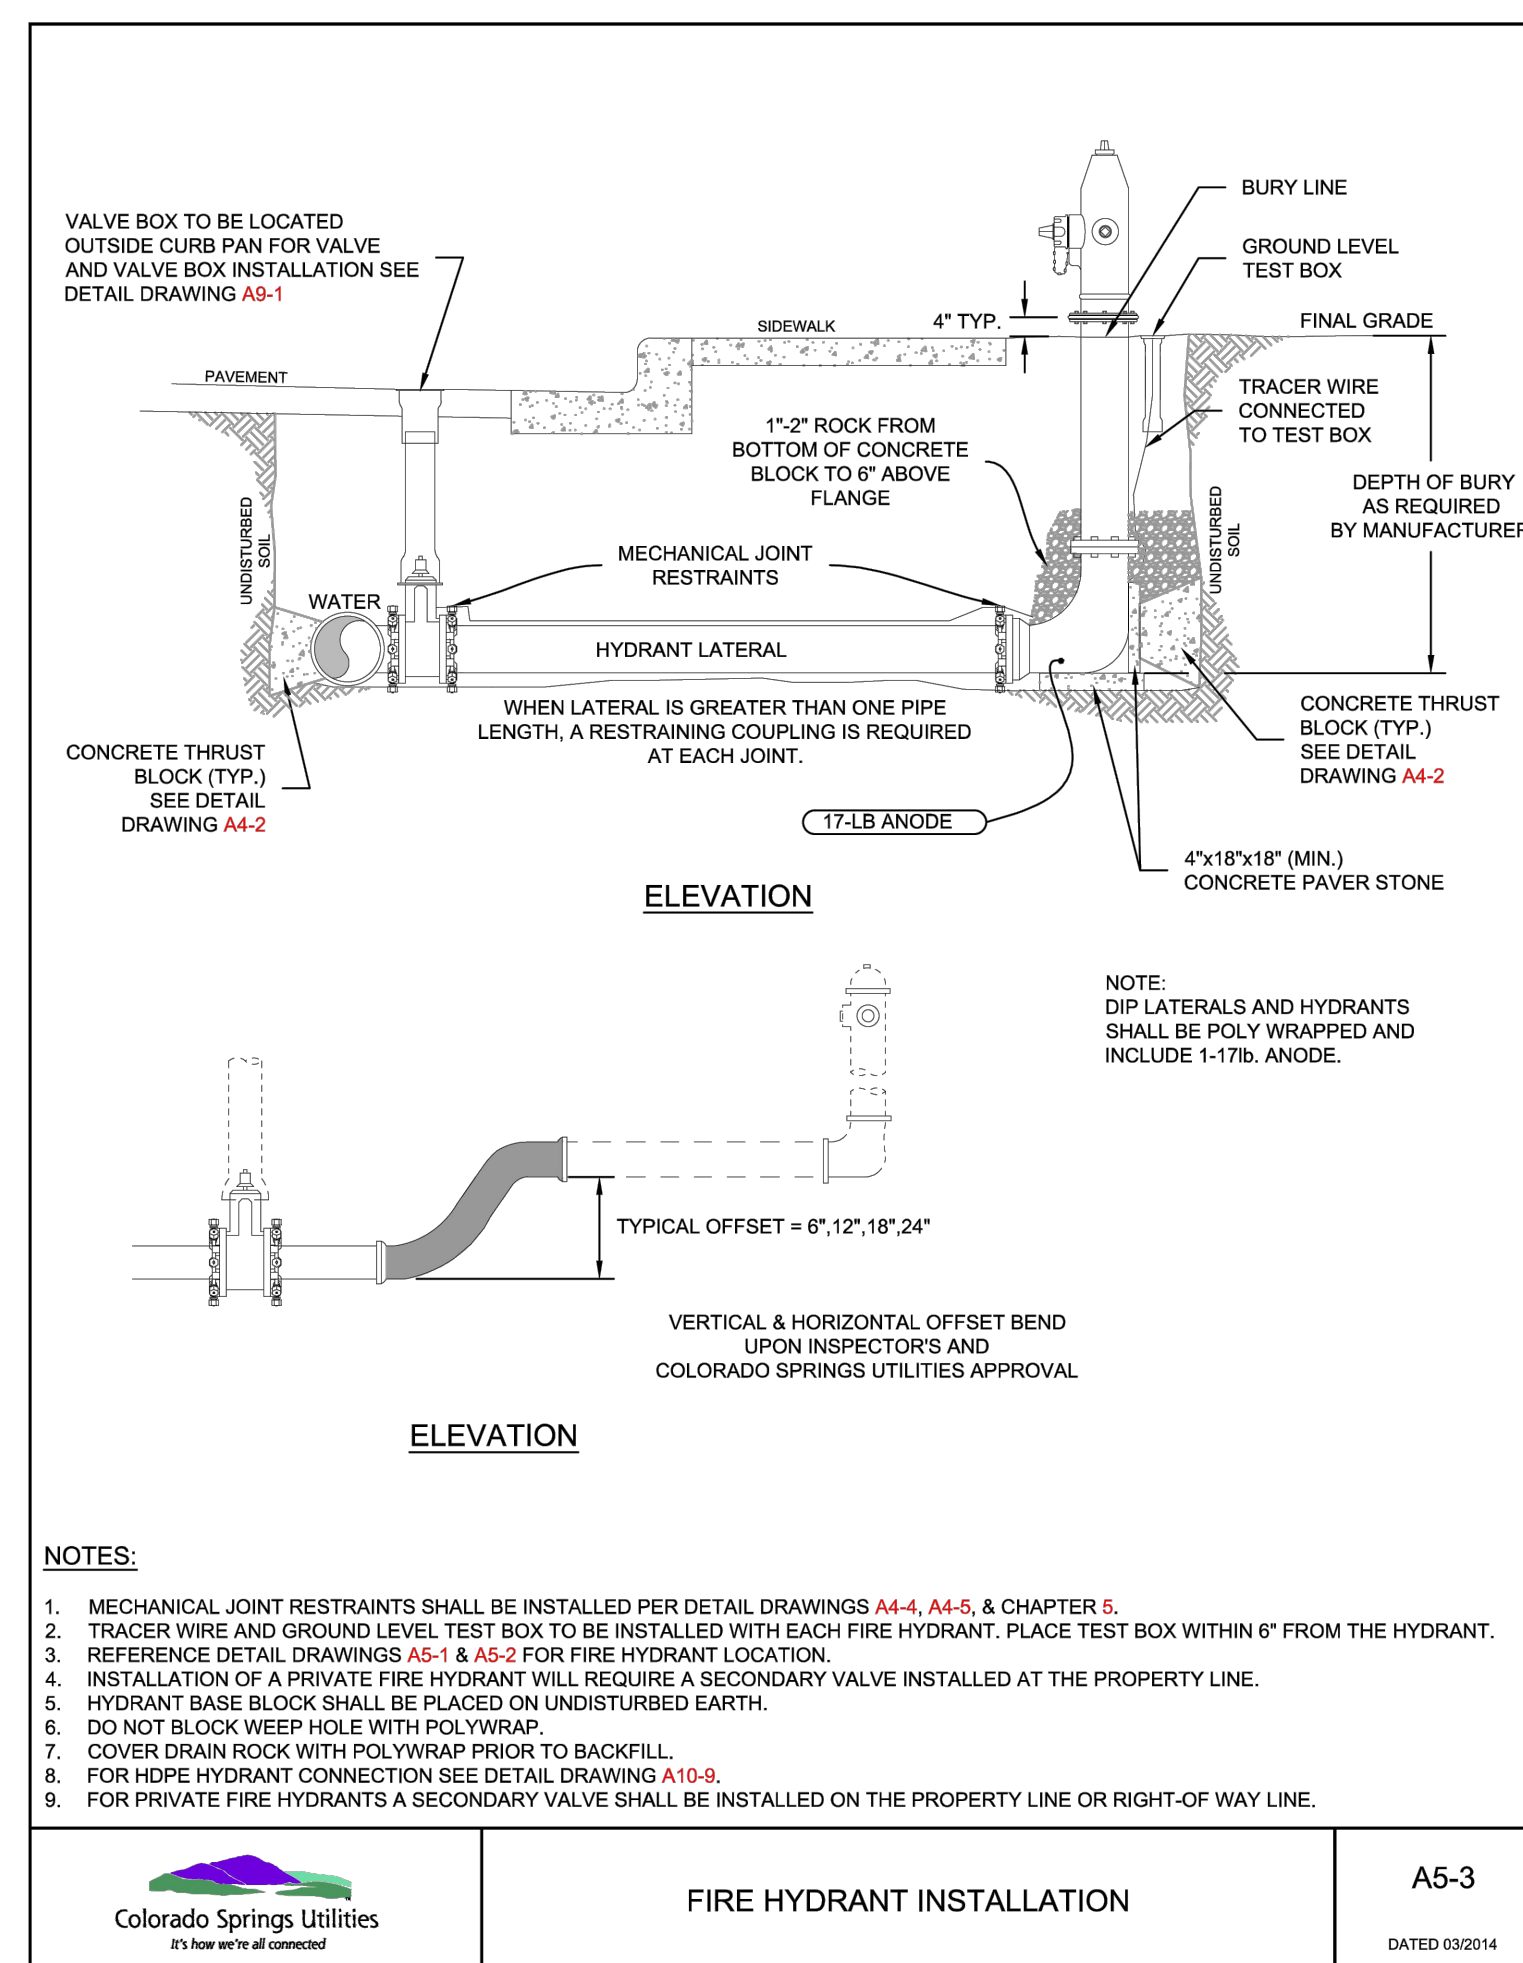 BURY LINE
VALVE BOX TO BE LOCATED
OUTSIDE CURB PAN FOR VALVE
AND VALVE BOX INSTALLATION SEE
DETAIL DRAWING A9-1
GROUND LEVEL
TEST BOX
4" TYP.
SIDEWALK
FINAL GRADE
PAVEMENT
TRACER WIRE
CONNECTED
TO TEST BOX
1"-2" ROCK FROM
BOTTOM OF CONCRETE
BLOCK TO 6" ABOVE
FLANGE
DEPTH OF BURY
AS REQUIRED
BY MANUFACTURER
UNDISTURBED
SOIL
UNDISTURBED
SOIL
MECHANICAL JOINT
RESTRAINTS
WATER
HYDRANT LATERAL
WHEN LATERAL IS GREATER THAN ONE PIPE
LENGTH, A RESTRAINING COUPLING IS REQUIRED
AT EACH JOINT.
CONCRETE THRUST
BLOCK (TYP.)
SEE DETAIL
DRAWING A4-2
CONCRETE THRUST
BLOCK (TYP.)
SEE DETAIL
DRAWING A4-2
17-LB ANODE
4"x18"x18" (MIN.)
CONCRETE PAVER STONE
ELEVATION
NOTE:
DIP LATERALS AND HYDRANTS
SHALL BE POLY WRAPPED AND
INCLUDE 1-17lb. ANODE.
TYPICAL OFFSET = 6",12",18",24"
VERTICAL & HORIZONTAL OFFSET BEND
UPON INSPECTOR'S AND
COLORADO SPRINGS UTILITIES APPROVAL
ELEVATION
NOTES:
1. MECHANICAL JOINT RESTRAINTS SHALL BE INSTALLED PER DETAIL DRAWINGS A4-4, A4-5, & CHAPTER 5.
2. TRACER WIRE AND GROUND LEVEL TEST BOX TO BE INSTALLED WITH EACH FIRE HYDRANT. PLACE TEST BOX WITHIN 6" FROM THE HYDRANT.
3. REFERENCE DETAIL DRAWINGS A5-1 & A5-2 FOR FIRE HYDRANT LOCATION.
4. INSTALLATION OF A PRIVATE FIRE HYDRANT WILL REQUIRE A SECONDARY VALVE INSTALLED AT THE PROPERTY LINE.
5. HYDRANT BASE BLOCK SHALL BE PLACED ON UNDISTURBED EARTH.
6. DO NOT BLOCK WEEP HOLE WITH POLYWRAP.
7. COVER DRAIN ROCK WITH POLYWRAP PRIOR TO BACKFILL.
8. FOR HDPE HYDRANT CONNECTION SEE DETAIL DRAWING A10-9.
9. FOR PRIVATE FIRE HYDRANTS A SECONDARY VALVE SHALL BE INSTALLED ON THE PROPERTY LINE OR RIGHT-OF WAY LINE.
Colorado Springs Utilities
It's how we're all connected
FIRE HYDRANT INSTALLATION
A5-3
DATED 03/2014